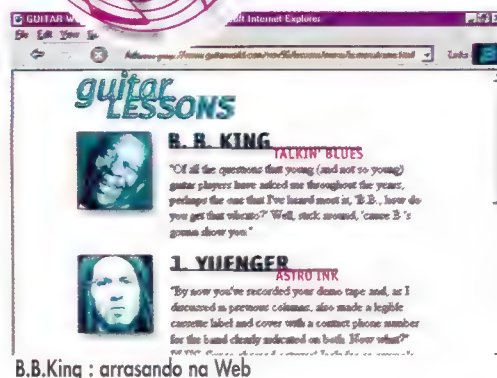 GUITAR W soft Internet Explorer
File Edit View
Links
guitar
LESSONS
B. B. KING
TALKIN' BLUES
"Of all the questions that young (and not so young)
guitar players have asked me throughout the years,
perhaps the one that I've heard most is, 'B.B., how do
you get that vibrato?' Well, stick around, 'cause B.'s
gonna show you."
J. YUENGER
ASTRO INK
"By now you've recorded your demo tape and, as I
discussed in previous columns, also made a legible
cassette label and cover with a contact phone number
for the band clearly indicated on both. Now what?"
B.B.King : arrasando na Web